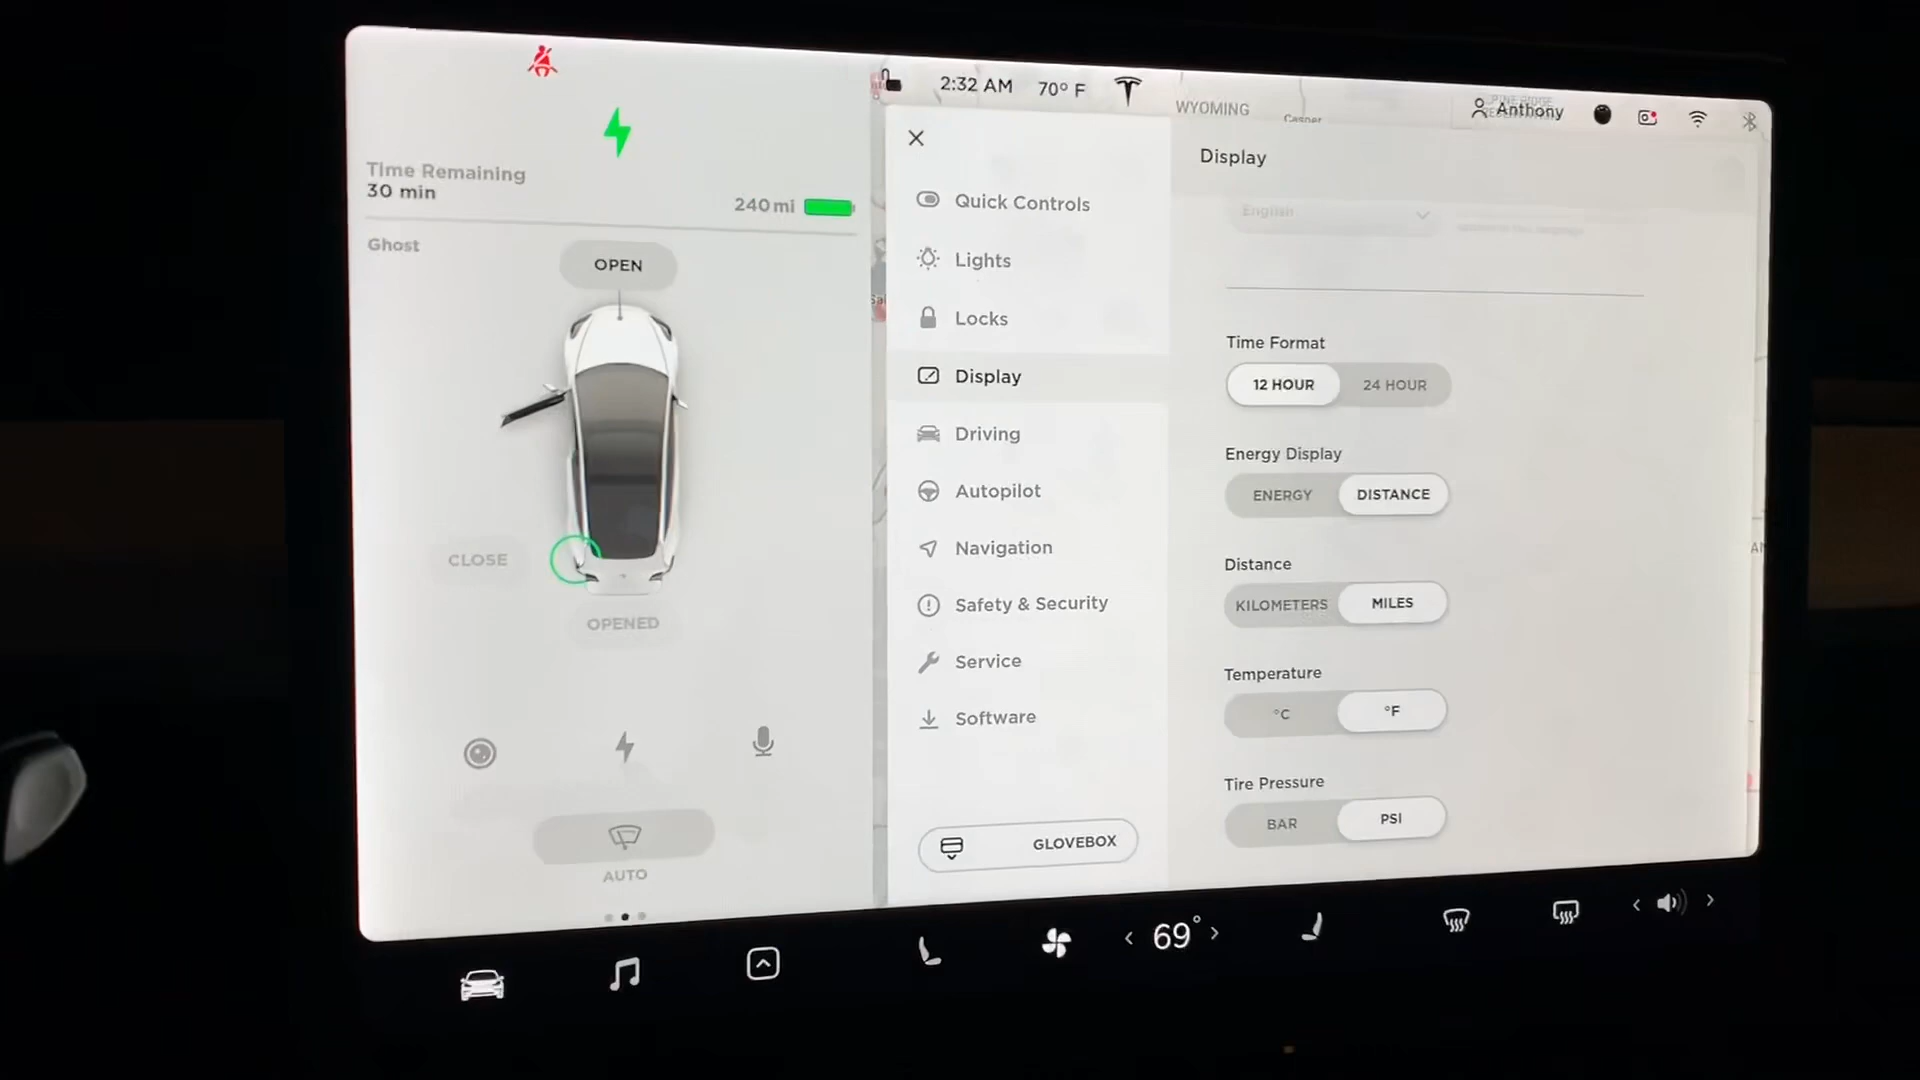 2:32 AM
70° F
WYOMING
Casper
Anthony
Time Remaining
30 min
240 mi
Ghost
OPEN
CLOSE
OPENED
AUTO
Quick Controls
Lights
Locks
Display
Driving
Autopilot
Navigation
Safety & Security
Service
Software
GLOVEBOX
Display
English
Time Format
12 HOUR 24 HOUR
Energy Display
ENERGY DISTANCE
Distance
KILOMETERS MILES
Temperature
°C °F
Tire Pressure
BAR PSI
69°